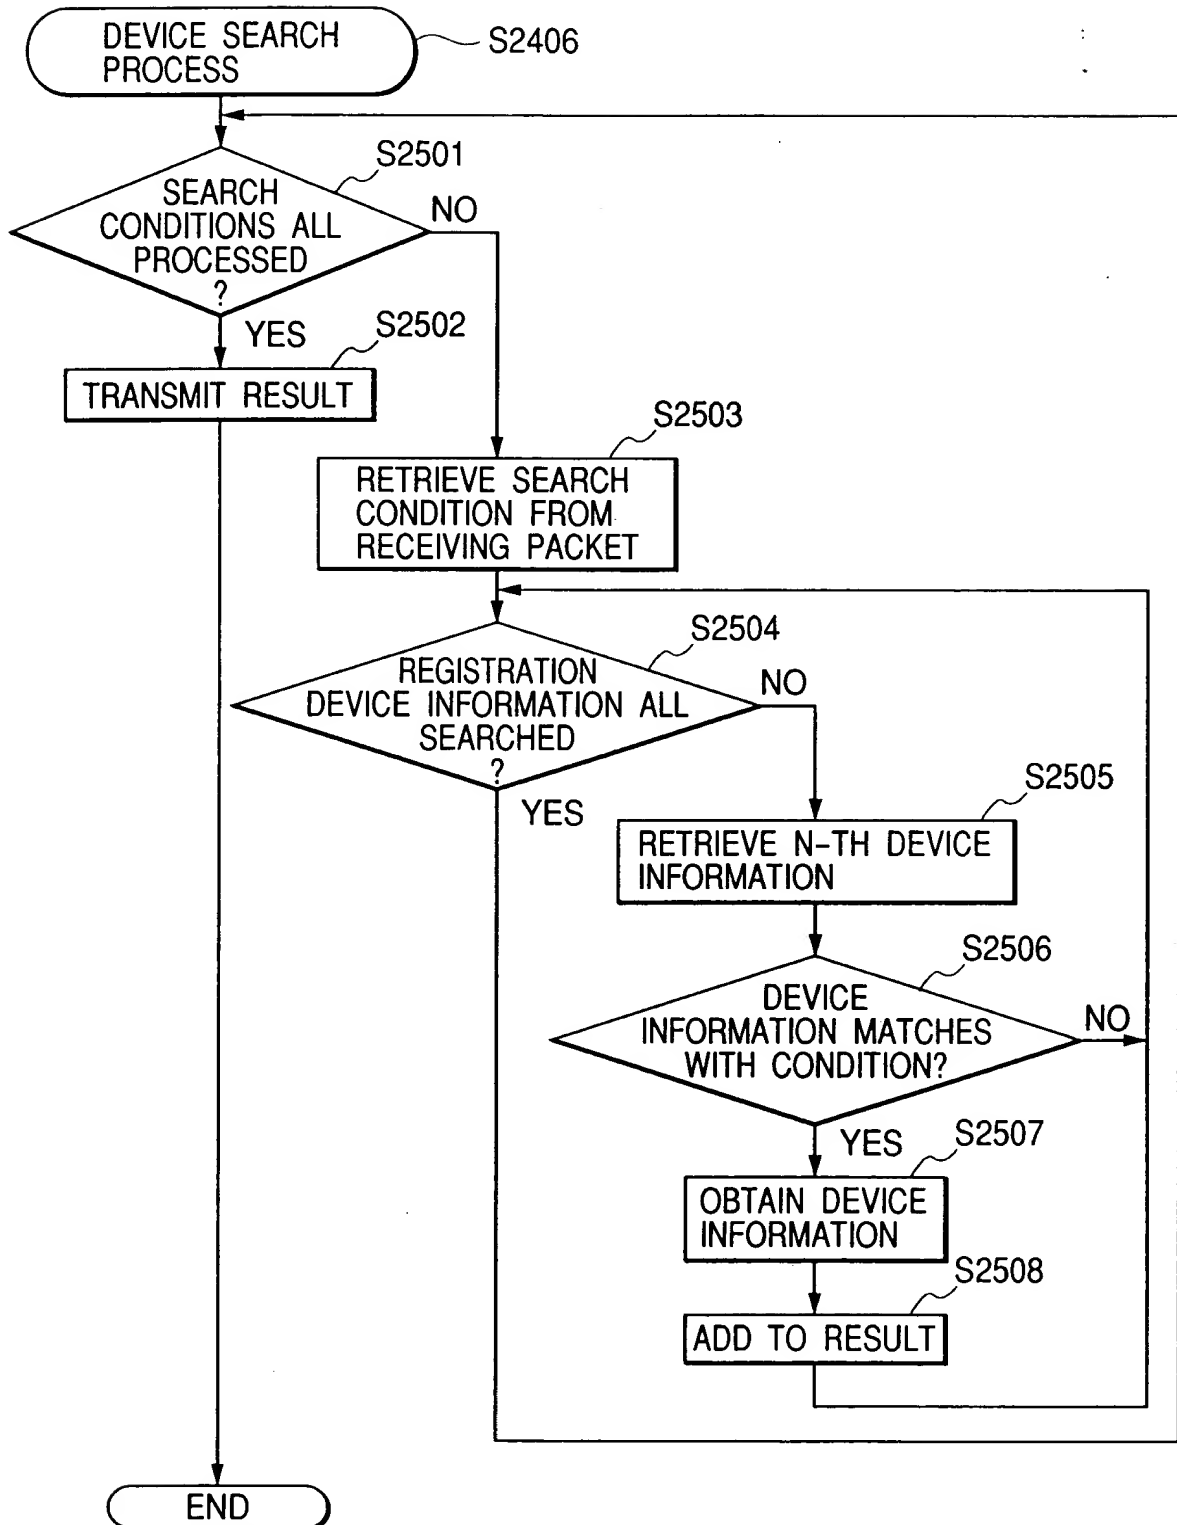 DEVICE SEARCH
PROCESS
S2406
S2501
SEARCH
CONDITIONS ALL
PROCESSED
?
NO
YES
S2502
TRANSMIT RESULT
S2503
RETRIEVE SEARCH
CONDITION FROM
RECEIVING PACKET
S2504
REGISTRATION
DEVICE INFORMATION ALL
SEARCHED
?
NO
YES
S2505
RETRIEVE N-TH DEVICE
INFORMATION
S2506
DEVICE
INFORMATION MATCHES
WITH CONDITION?
NO
YES
S2507
OBTAIN DEVICE
INFORMATION
S2508
ADD TO RESULT
END